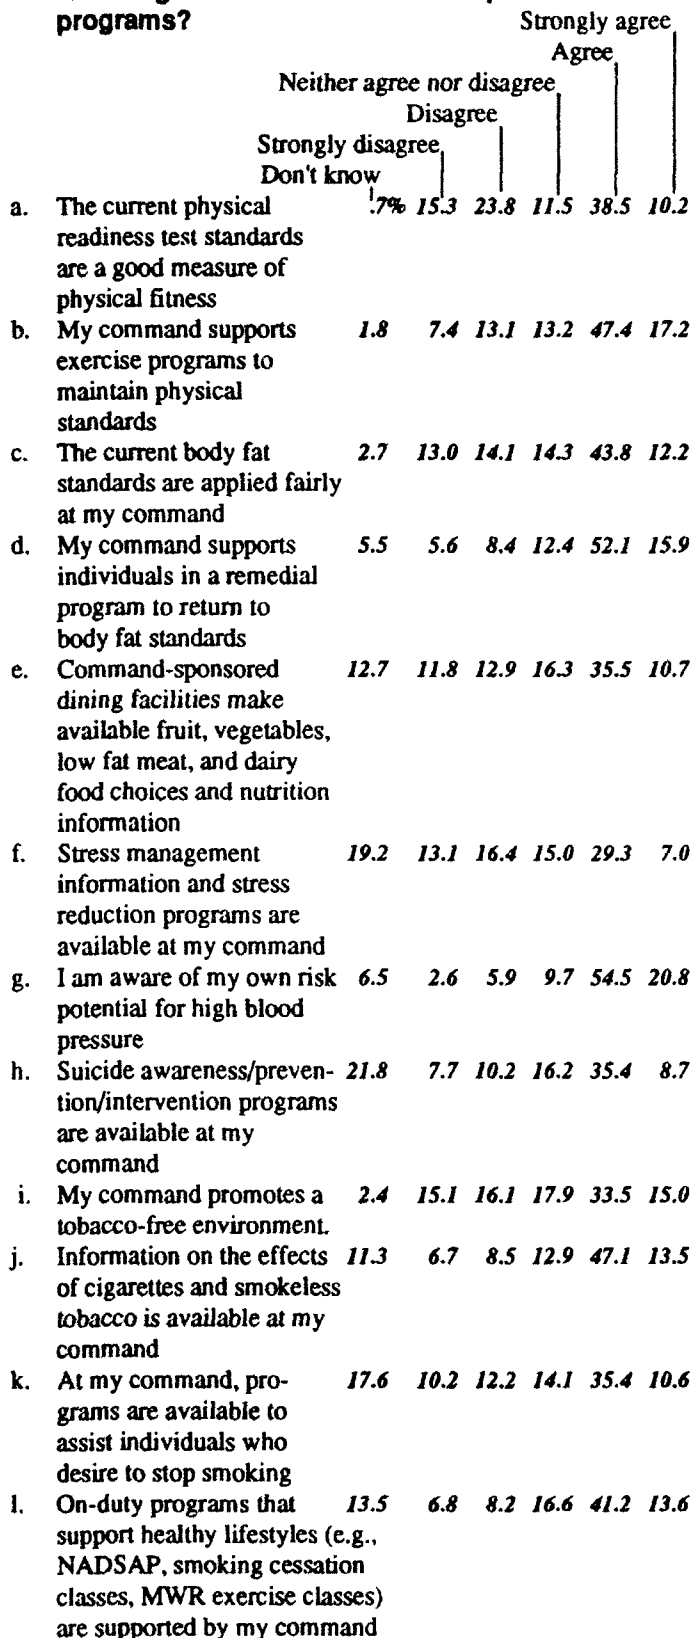 programs?
Strongly agree
Agree
Neither agree nor disagree
Disagree
Strongly disagree
Don't know
a. The current physical .7% 15.3 23.8 11.5 38.5 10.2
readiness test standards
are a good measure of
physical fitness
b. My command supports 1.8 7.4 13.1 13.2 47.4 17.2
exercise programs to
maintain physical
standards
c. The current body fat 2.7 13.0 14.1 14.3 43.8 12.2
standards are applied fairly
at my command
d. My command supports 5.5 5.6 8.4 12.4 52.1 15.9
individuals in a remedial
program to return to
body fat standards
e. Command-sponsored 12.7 11.8 12.9 16.3 35.5 10.7
dining facilities make
available fruit, vegetables,
low fat meat, and dairy
food choices and nutrition
information
f. Stress management 19.2 13.1 16.4 15.0 29.3 7.0
information and stress
reduction programs are
available at my command
g. I am aware of my own risk 6.5 2.6 5.9 9.7 54.5 20.8
potential for high blood
pressure
h. Suicide awareness/preven- 21.8 7.7 10.2 16.2 35.4 8.7
tion/intervention programs
are available at my
command
i. My command promotes a 2.4 15.1 16.1 17.9 33.5 15.0
tobacco-free environment.
j. Information on the effects 11.3 6.7 8.5 12.9 47.1 13.5
of cigarettes and smokeless
tobacco is available at my
command
k. At my command, pro- 17.6 10.2 12.2 14.1 35.4 10.6
grams are available to
assist individuals who
desire to stop smoking
l. On-duty programs that 13.5 6.8 8.2 16.6 41.2 13.6
support healthy lifestyles (e.g.,
NADSAP, smoking cessation
classes, MWR exercise classes)
are supported by my command